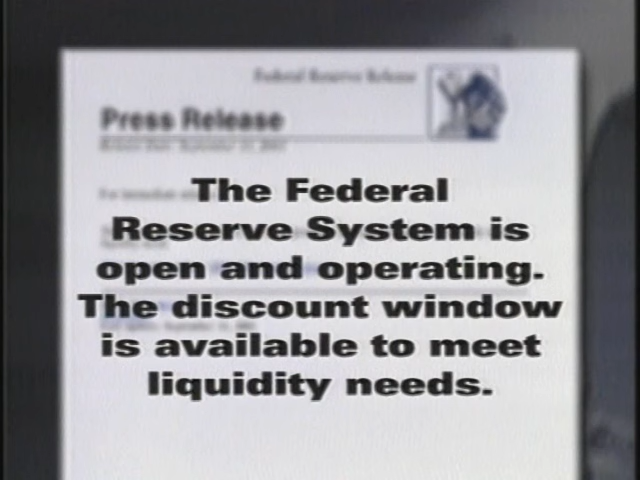 Federal Reserve Release
Press Release
The Federal
Reserve System is
open and operating.
The discount window
is available to meet
liquidity needs.